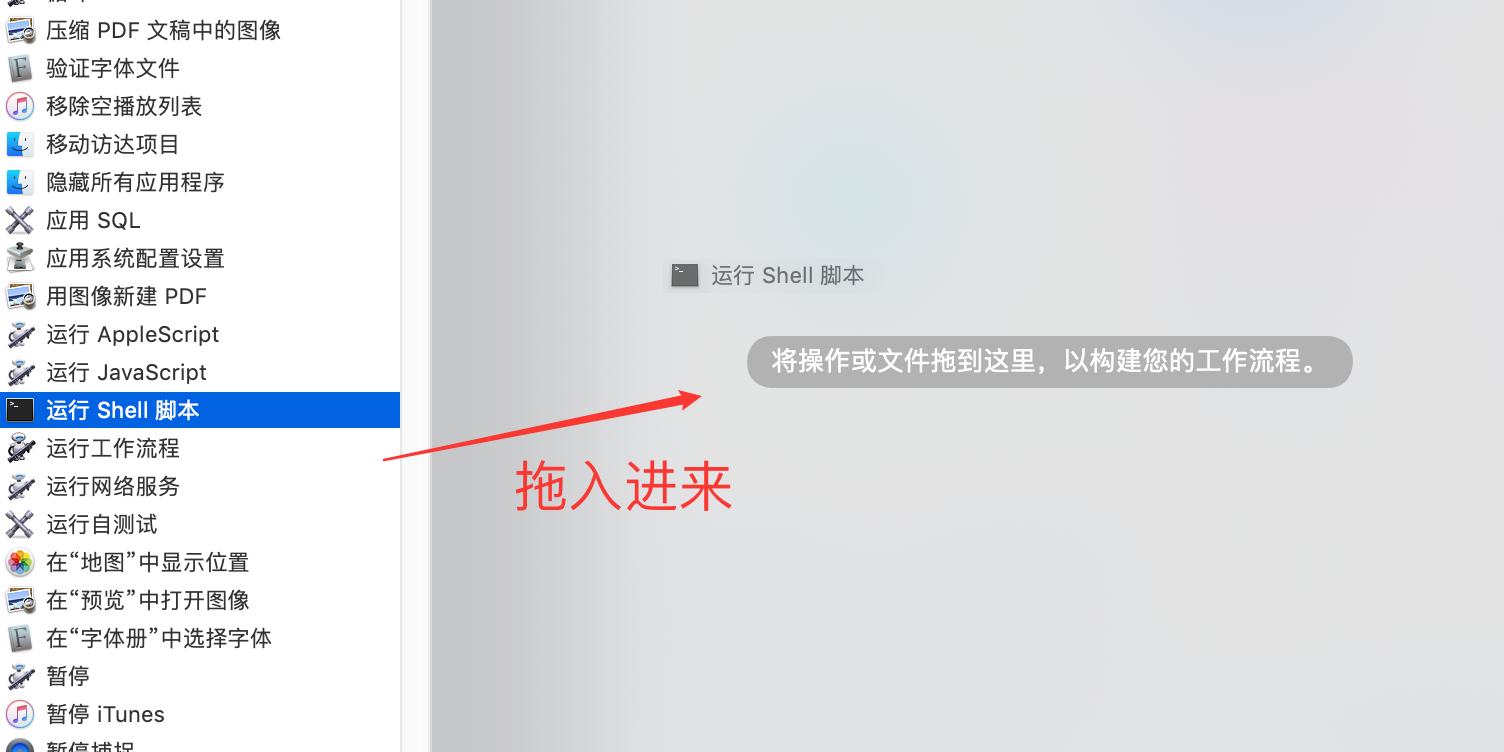 压缩 PDF 文稿中的图像
验证字体文件
移除空播放列表
移动访达项目
隐藏所有应用程序
应用 SQL
应用系统配置设置
用图像新建 PDF
运行 AppleScript
运行 JavaScript
运行 Shell 脚本
运行工作流程
运行网络服务
运行自测试
在“地图”中显示位置
在“预览”中打开图像
在“字体册”中选择字体
暂停
暂停 iTunes
暂停捕捉
运行 Shell 脚本
将操作或文件拖到这里，以构建您的工作流程。
拖入进来